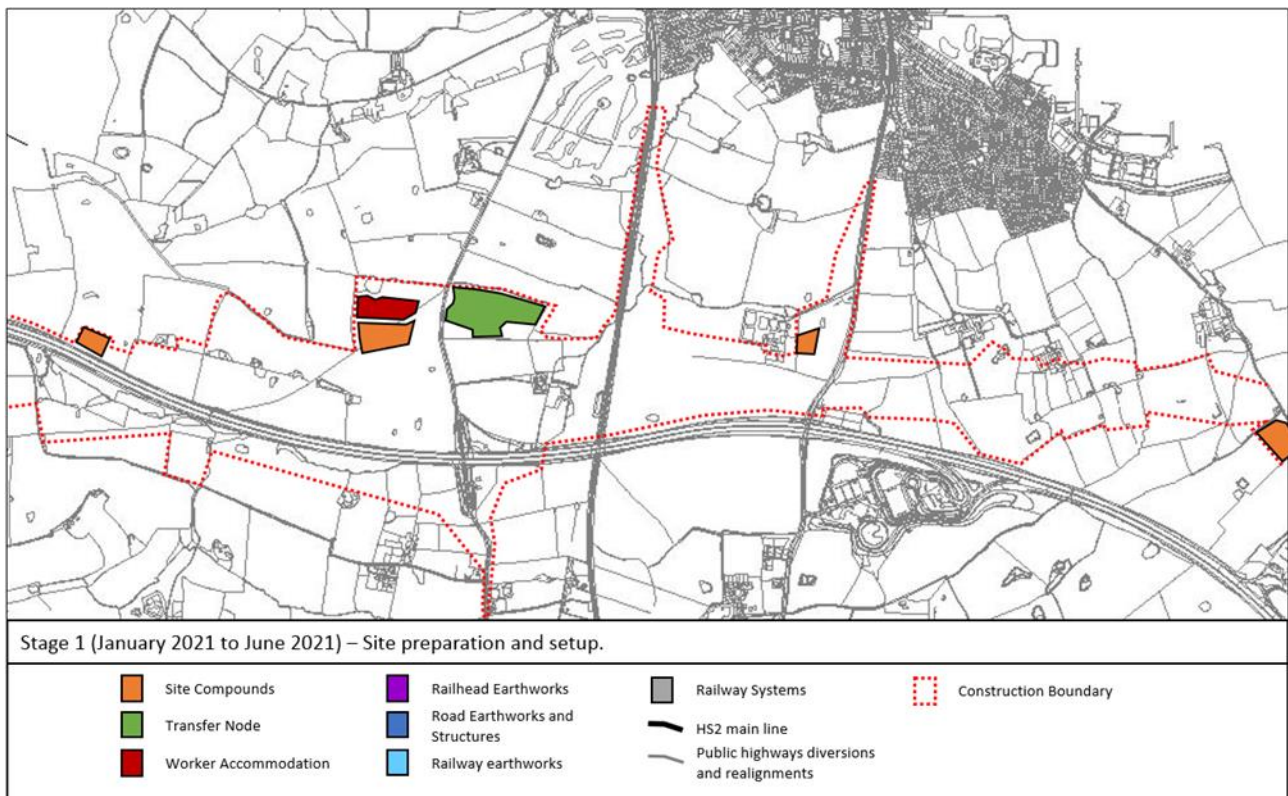 Stage 1 (January 2021 to June 2021) – Site preparation and setup.
Site Compounds
Transfer Node
Worker Accommodation
Railhead Earthworks
Road Earthworks and
Structures
Railway earthworks
Railway Systems
HS2 main line
Public highways diversions
and realignments
Construction Boundary